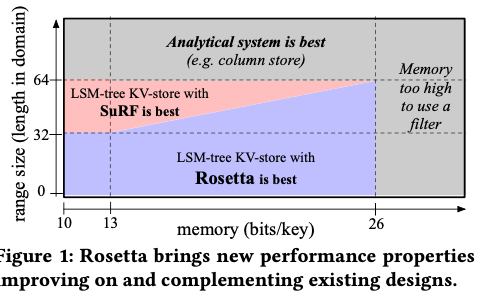 range size (length in domain)
64
32
0
Analytical system is best
(e.g. column store)
Memory
too high
to use a
filter
LSM-tree KV-store with
SuRF is best
LSM-tree KV-store with
Rosetta is best
10
13
26
memory (bits/key)
Figure 1: Rosetta brings new performance properties
improving on and complementing existing designs.